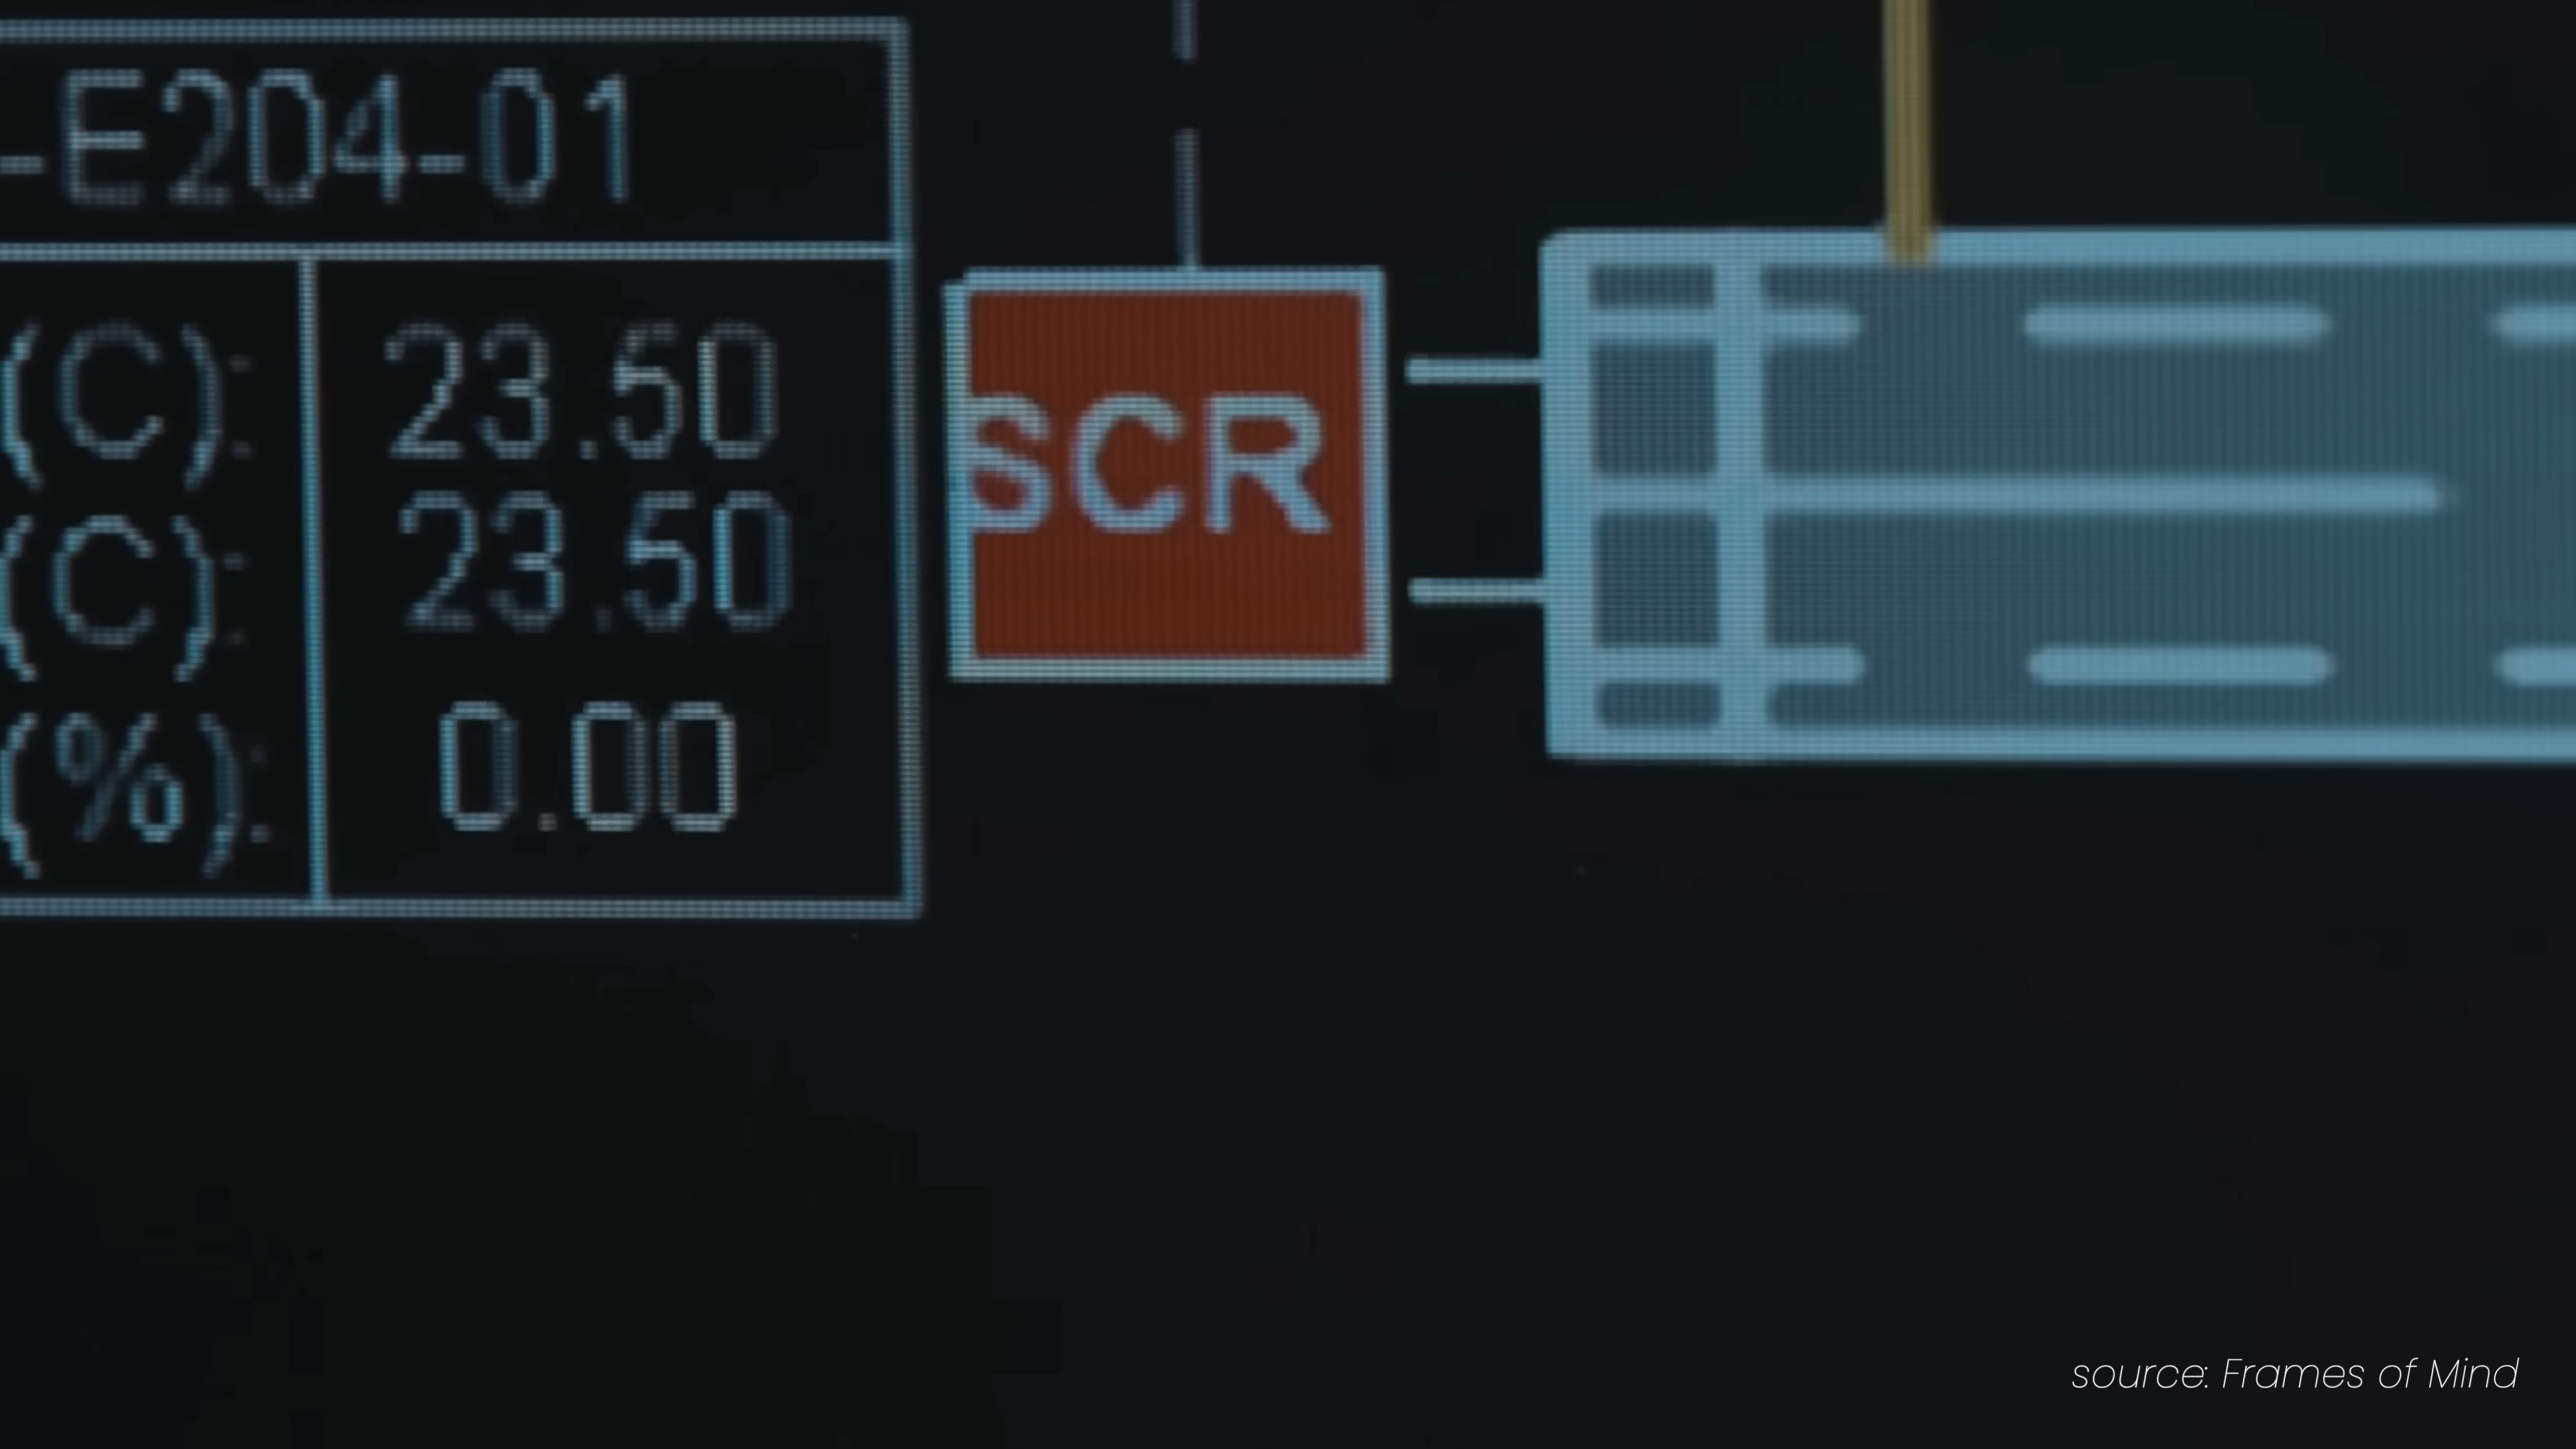 -E204-01
(C): 23.50
(C): 23.50
(%): 0.00
SCR
source: Frames of Mind